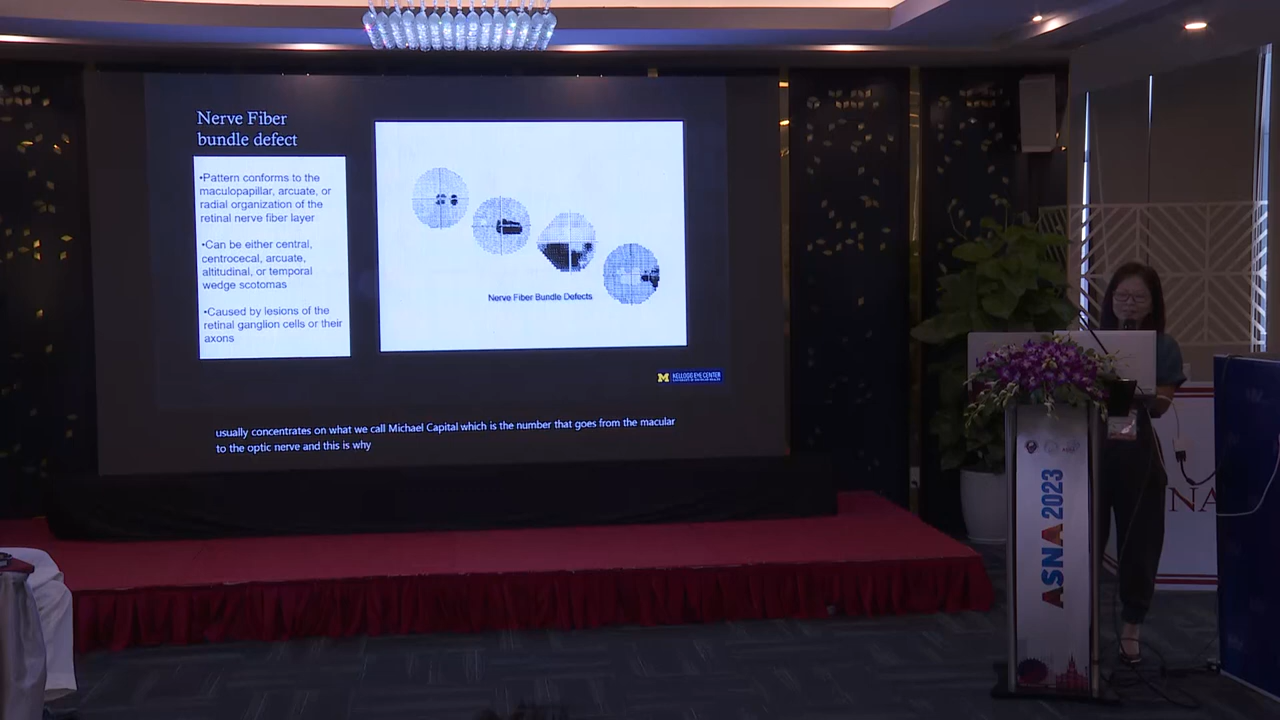 Nerve Fiber
bundle defect
•Pattern conforms to the
maculopapillar, arcuate, or
radial organization of the
retinal nerve fiber layer
•Can be either central,
centrocecal, arcuate,
altitudinal, or temporal
wedge scotomas
•Caused by lesions of the
retinal ganglion cells or their
axons
Nerve Fiber Bundle Defects
M KELLOGG EYE CENTER
usually concentrates on what we call Michael Capital which is the number that goes from the macular
to the optic nerve and this is why
ASNA 2023
NA